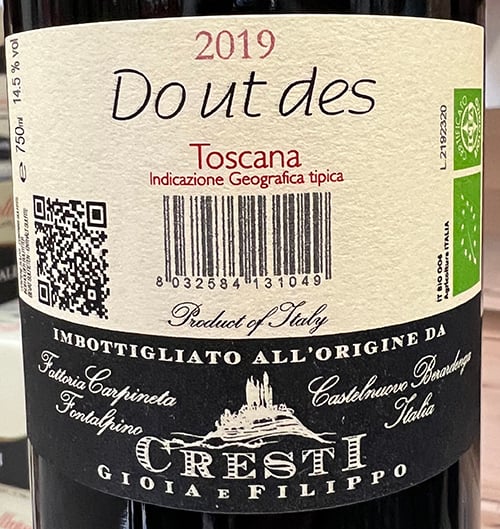 2019
Do ut des
Toscana
Indicazione Geografica tipica
8 032584 131049
Product of Italy
℮ 750ml 14.5 % vol
L.2192320
IT BIO 006
Agricoltura ITALIA
IMBOTTIGLIATO ALL'ORIGINE DA
Fattoria Carpineta
Fontalpino
Castelnuovo Berardenga
Italia
CRESTI
GIOIA E FILIPPO